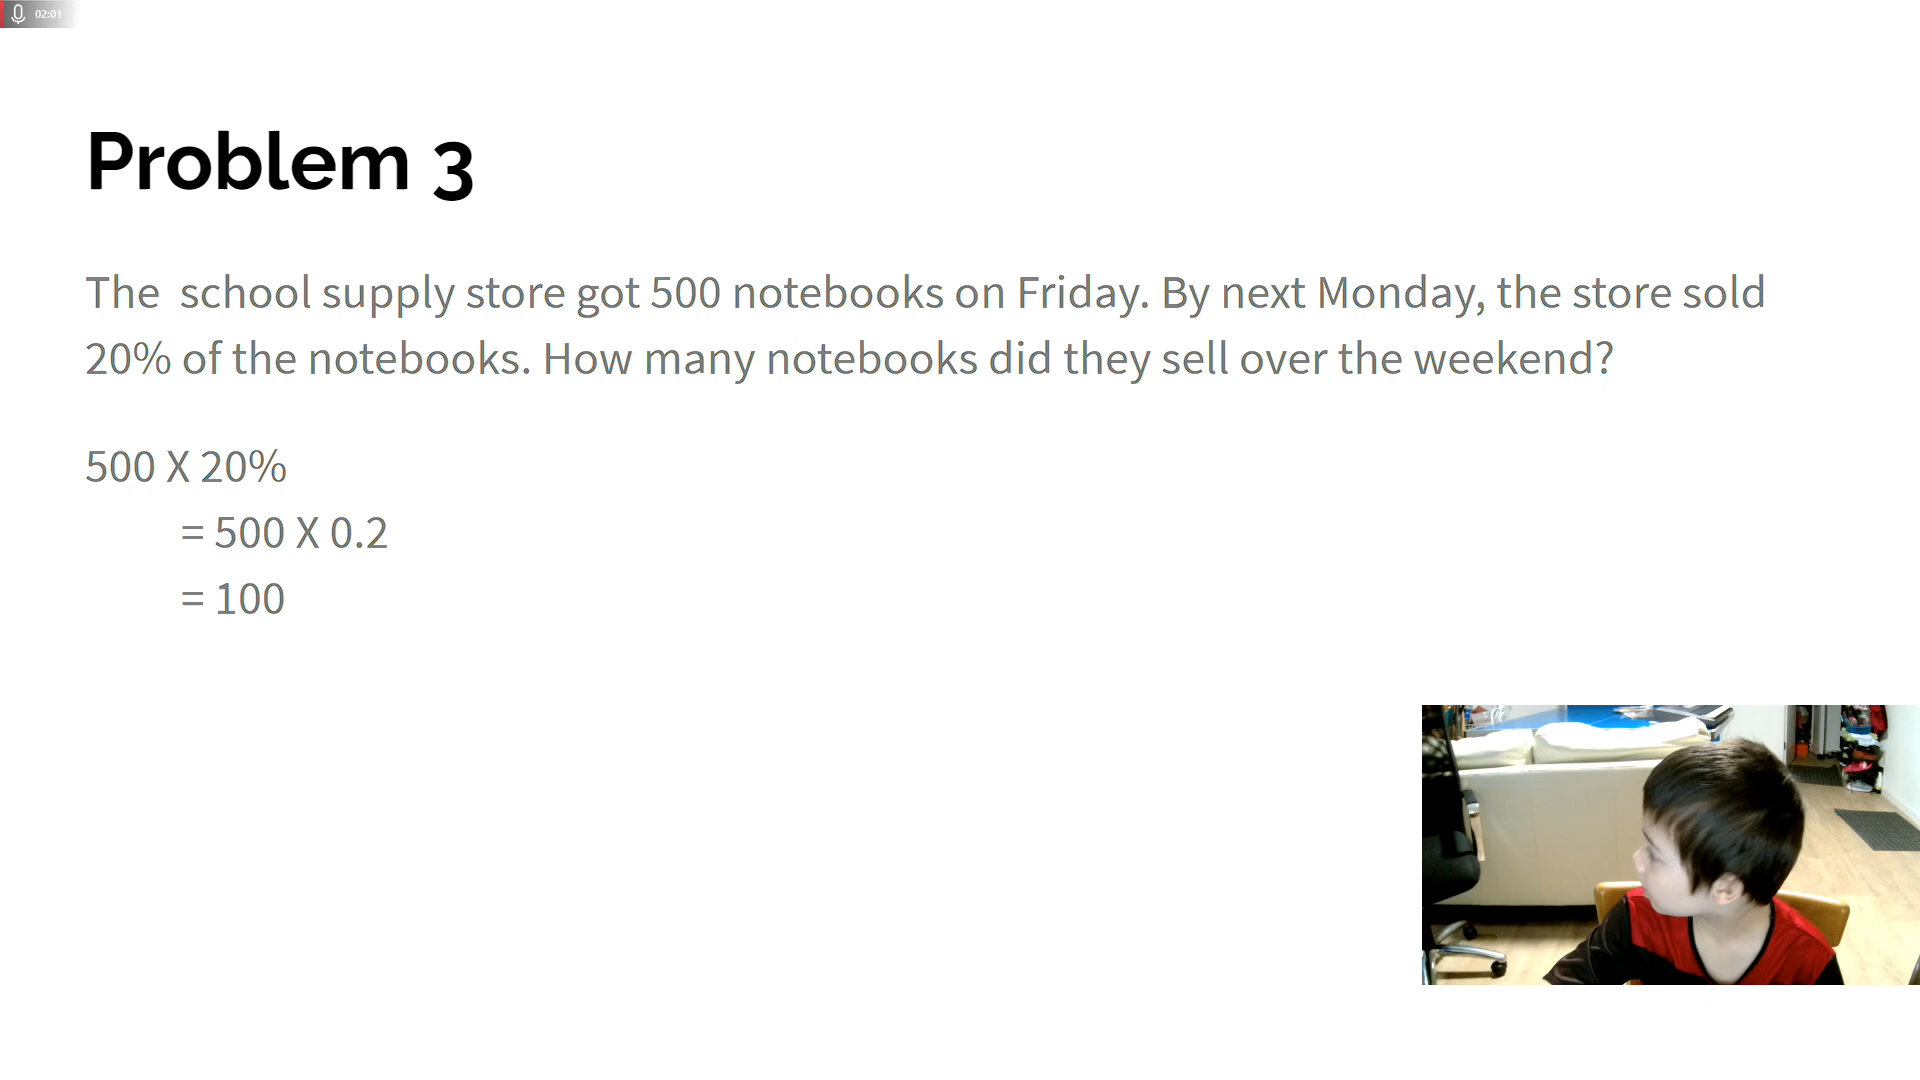 02:01
Problem 3
The school supply store got 500 notebooks on Friday. By next Monday, the store sold
20% of the notebooks. How many notebooks did they sell over the weekend?
500 X 20%
= 500 X 0.2
= 100